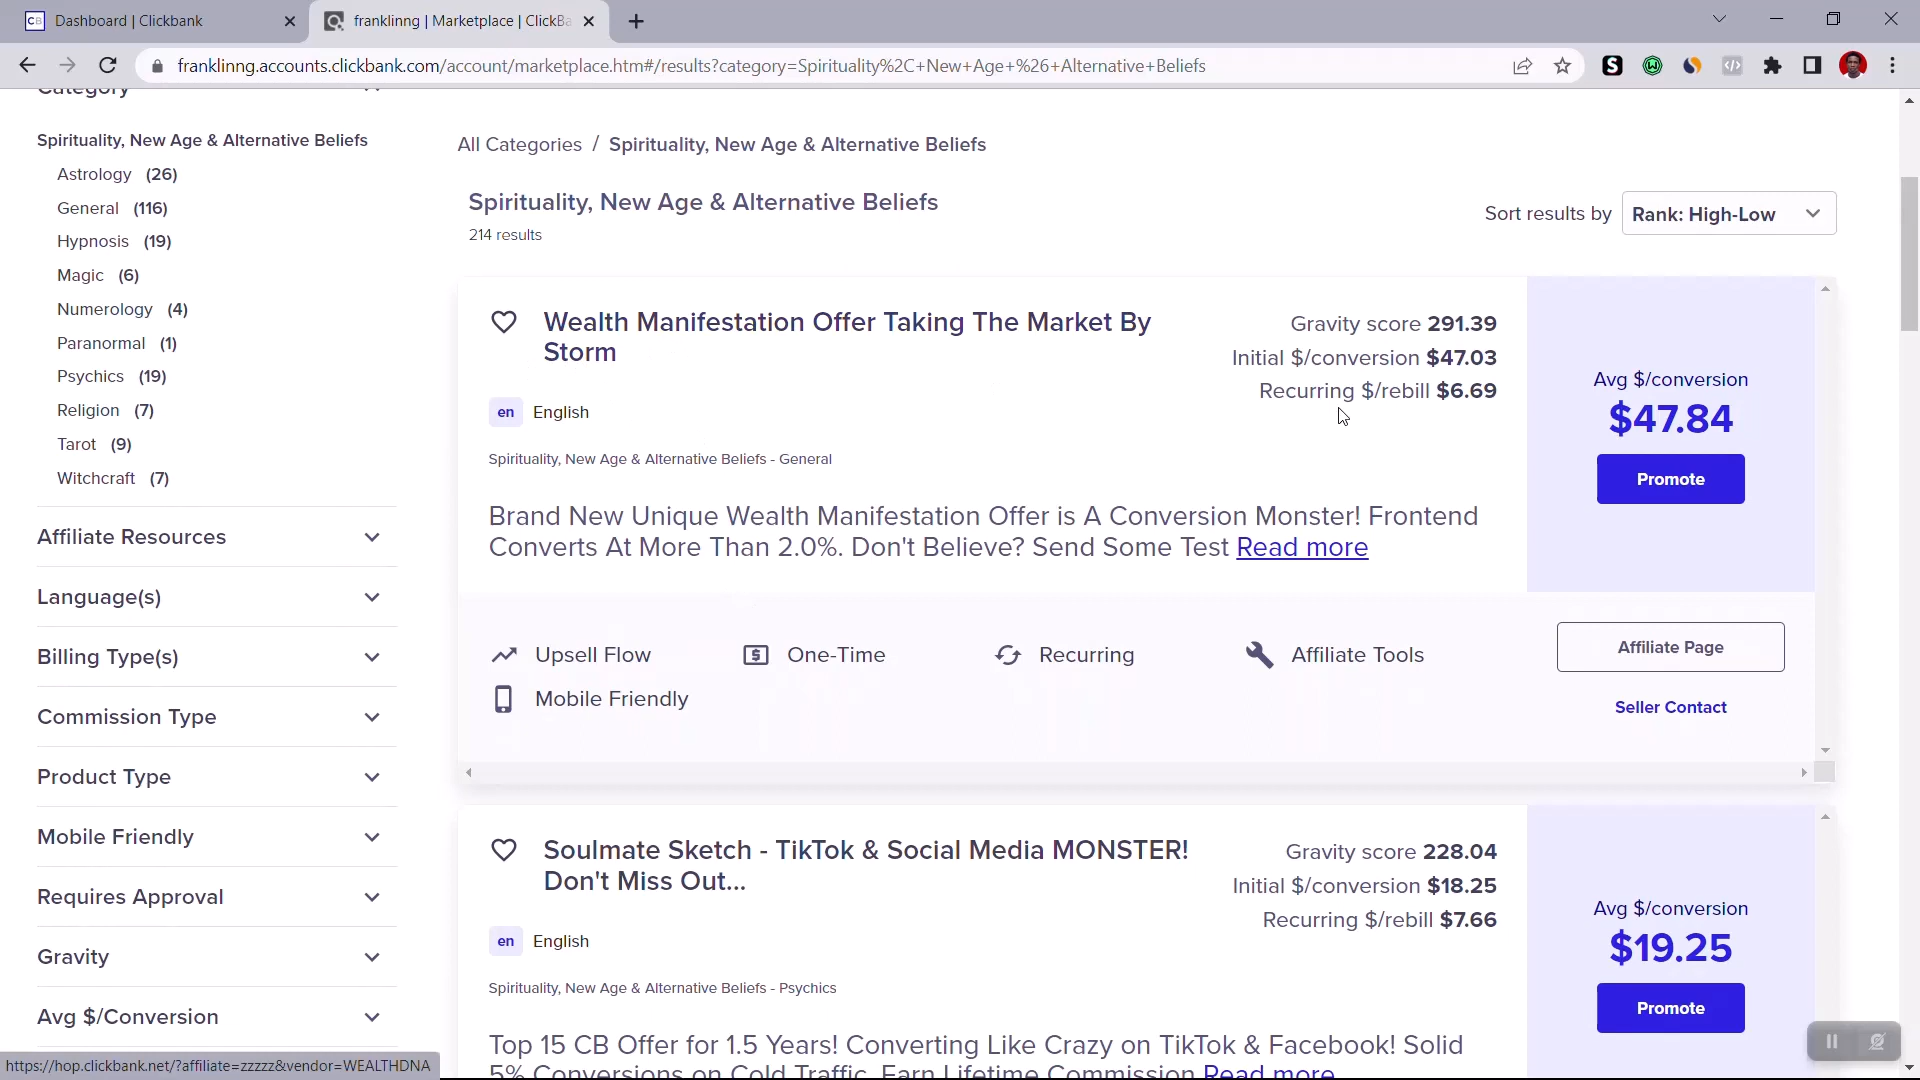 Dashboard | Clickbank
franklinng | Marketplace | ClickBa
franklinng.accounts.clickbank.com/account/marketplace.htm#/results?category=Spirituality%2C+New+Age+%26+Alternative+Beliefs
Category
Spirituality, New Age & Alternative Beliefs
Astrology (26)
General (116)
Hypnosis (19)
Magic (6)
Numerology (4)
Paranormal (1)
Psychics (19)
Religion (7)
Tarot (9)
Witchcraft (7)
Affiliate Resources
Language(s)
Billing Type(s)
Commission Type
Product Type
Mobile Friendly
Requires Approval
Gravity
Avg $/Conversion
All Categories / Spirituality, New Age & Alternative Beliefs
Spirituality, New Age & Alternative Beliefs
214 results
Sort results by Rank: High-Low
Wealth Manifestation Offer Taking The Market By
Storm
Gravity score 291.39
Initial $/conversion $47.03
Recurring $/rebill $6.69
en English
Spirituality, New Age & Alternative Beliefs - General
Brand New Unique Wealth Manifestation Offer is A Conversion Monster! Frontend
Converts At More Than 2.0%. Don't Believe? Send Some Test Read more
Avg $/conversion
$47.84
Promote
Upsell Flow
One-Time
Recurring
Affiliate Tools
Mobile Friendly
Affiliate Page
Seller Contact
Soulmate Sketch - TikTok & Social Media MONSTER!
Don't Miss Out...
Gravity score 228.04
Initial $/conversion $18.25
Recurring $/rebill $7.66
en English
Spirituality, New Age & Alternative Beliefs - Psychics
Top 15 CB Offer for 1.5 Years! Converting Like Crazy on TikTok & Facebook! Solid
5% Conversions on Cold Traffic. Earn Lifetime Commission Read more
Avg $/conversion
$19.25
Promote
https://hop.clickbank.net/?affiliate=zzzzz&vendor=WEALTHDNA